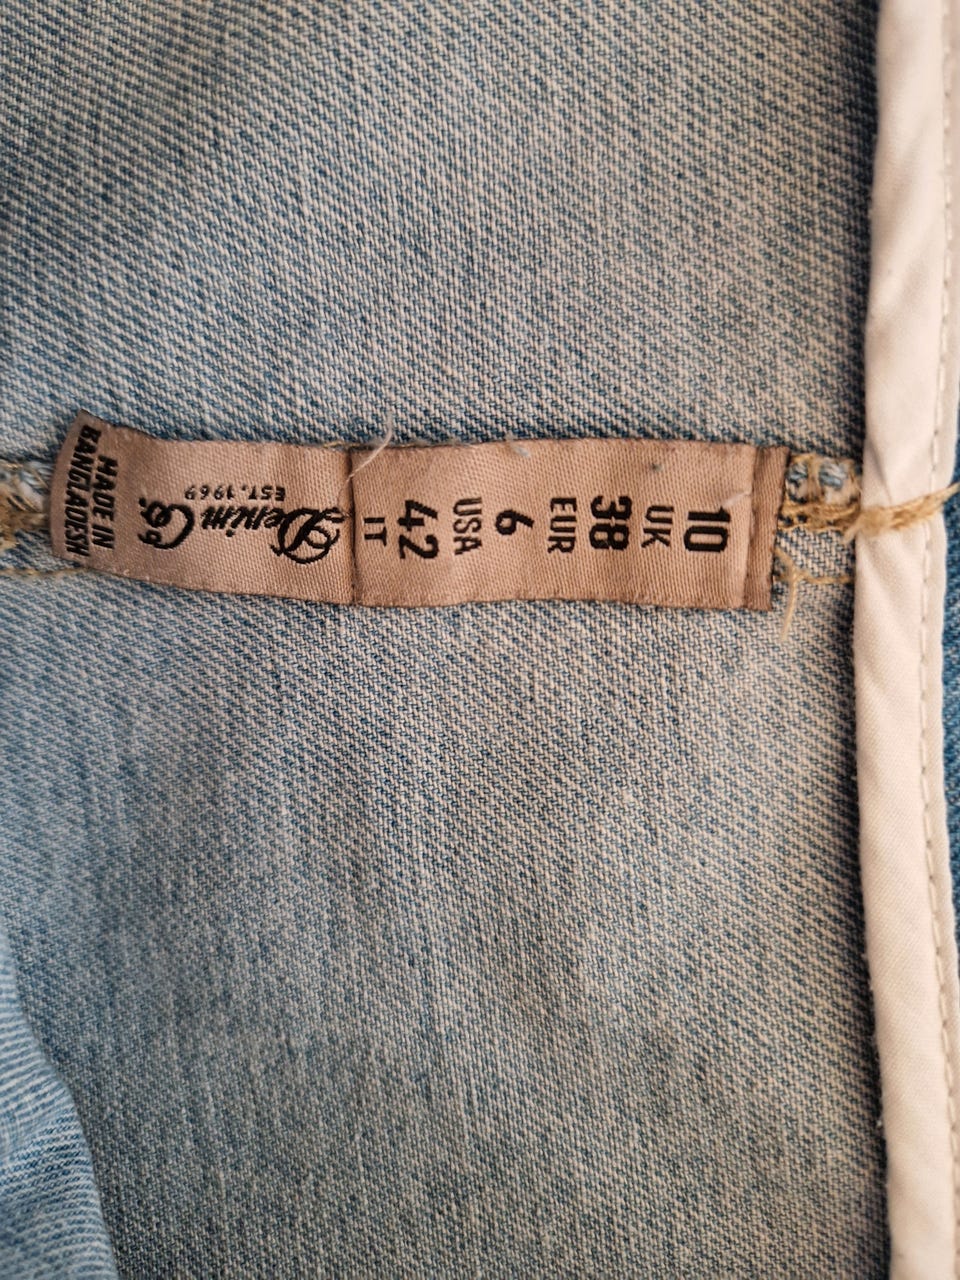 10
UK
38
EUR
6
USA
42
IT
Denim Co.
EST. 1969
MADE IN
BANGLADESH